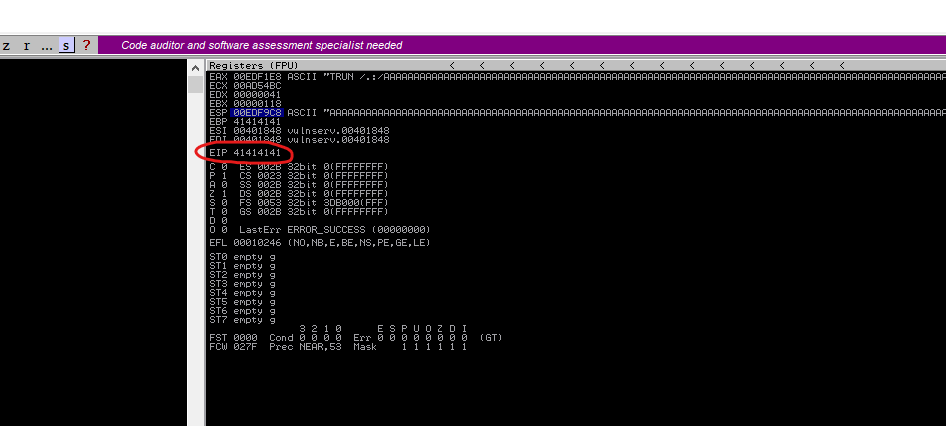 z r ... s ? Code auditor and software assessment specialist needed
Registers (FPU) < < < < < < < < < < < < < <
EAX 00EDF1E8 ASCII "TRUN /.:/AAAAAAAAAAAAAAAAAAAAAAAAAAAAAAAAAAAAAAAAAAAAAAAAAAAAAAAAAAAAAAAAAAAAAAAAAAAAAAAAAAAAAAA
ECX 00AD54BC
EDX 00000041
EBX 00000118
ESP 00EDF9C8 ASCII "AAAAAAAAAAAAAAAAAAAAAAAAAAAAAAAAAAAAAAAAAAAAAAAAAAAAAAAAAAAAAAAAAAAAAAAAAAAAAAAAAAAAAAAAAAAAAAAA
EBP 41414141
ESI 00401848 vulnserv.00401848
EDI 00401848 vulnserv.00401848
EIP 41414141
C 0 ES 002B 32bit 0(FFFFFFFF)
P 1 CS 0023 32bit 0(FFFFFFFF)
A 0 SS 002B 32bit 0(FFFFFFFF)
Z 1 DS 002B 32bit 0(FFFFFFFF)
S 0 FS 0053 32bit 3DB000(FFF)
T 0 GS 002B 32bit 0(FFFFFFFF)
D 0
O 0 LastErr ERROR_SUCCESS (00000000)
EFL 00010246 (NO,NB,E,BE,NS,PE,GE,LE)
ST0 empty g
ST1 empty g
ST2 empty g
ST3 empty g
ST4 empty g
ST5 empty g
ST6 empty g
ST7 empty g
3 2 1 0 E S P U O Z D I
FST 0000 Cond 0 0 0 0 Err 0 0 0 0 0 0 0 0 (GT)
FCW 027F Prec NEAR,53 Mask 1 1 1 1 1 1